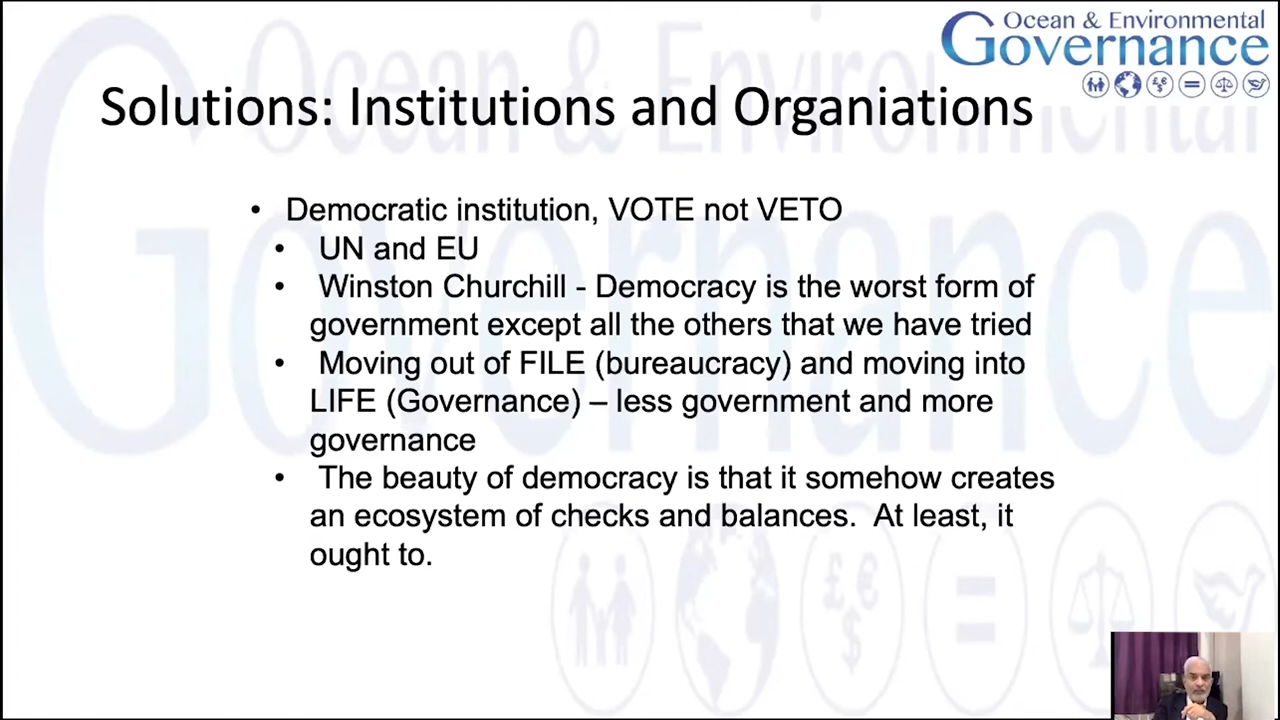 Ocean & Environmental
Governance
Solutions: Institutions and Organiations
• Democratic institution, VOTE not VETO
• UN and EU
• Winston Churchill - Democracy is the worst form of
government except all the others that we have tried
• Moving out of FILE (bureaucracy) and moving into
LIFE (Governance) – less government and more
governance
• The beauty of democracy is that it somehow creates
an ecosystem of checks and balances. At least, it
ought to.